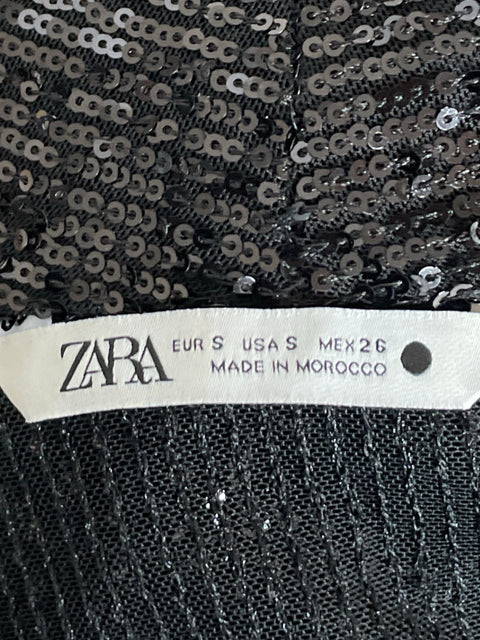 ZARA
EUR S USA S MEX 26
MADE IN MOROCCO